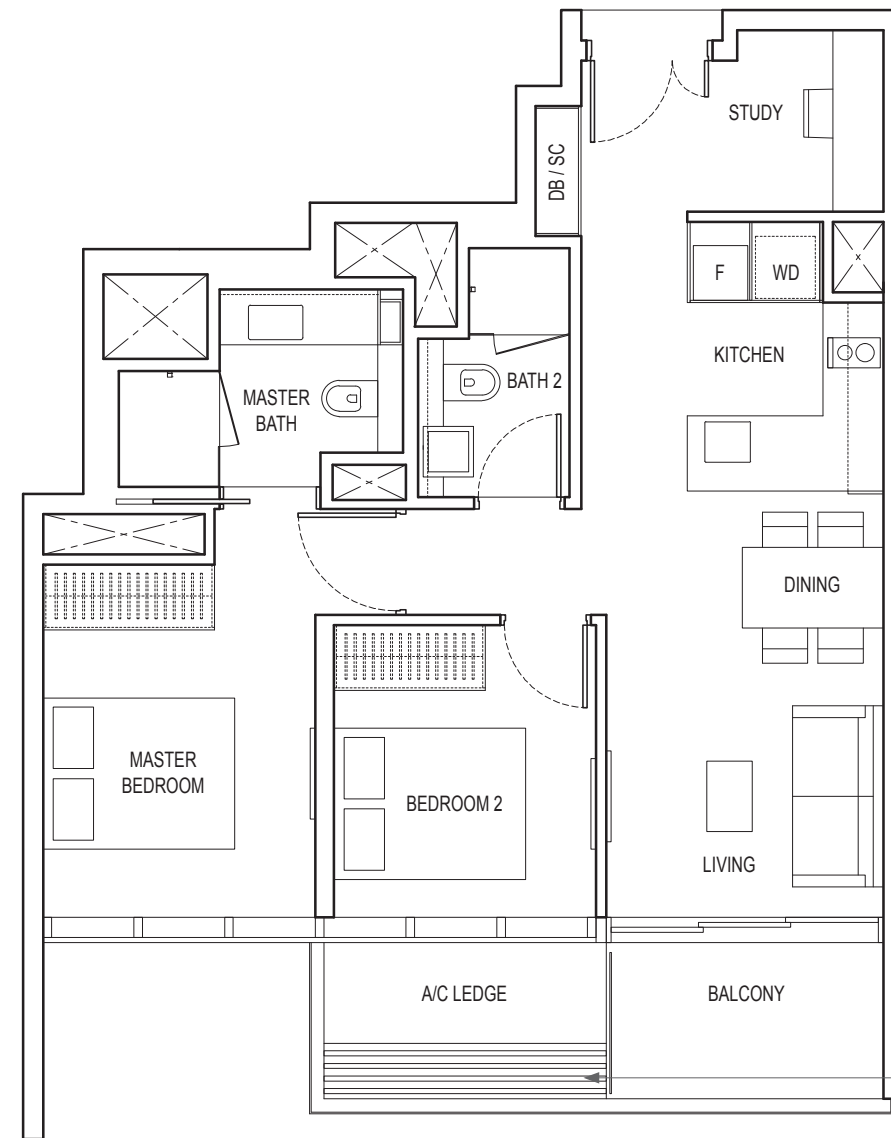 STUDY
DB / SC
F
WD
KITCHEN
MASTER
BATH
BATH 2
DINING
MASTER
BEDROOM
BEDROOM 2
LIVING
A/C LEDGE
BALCONY